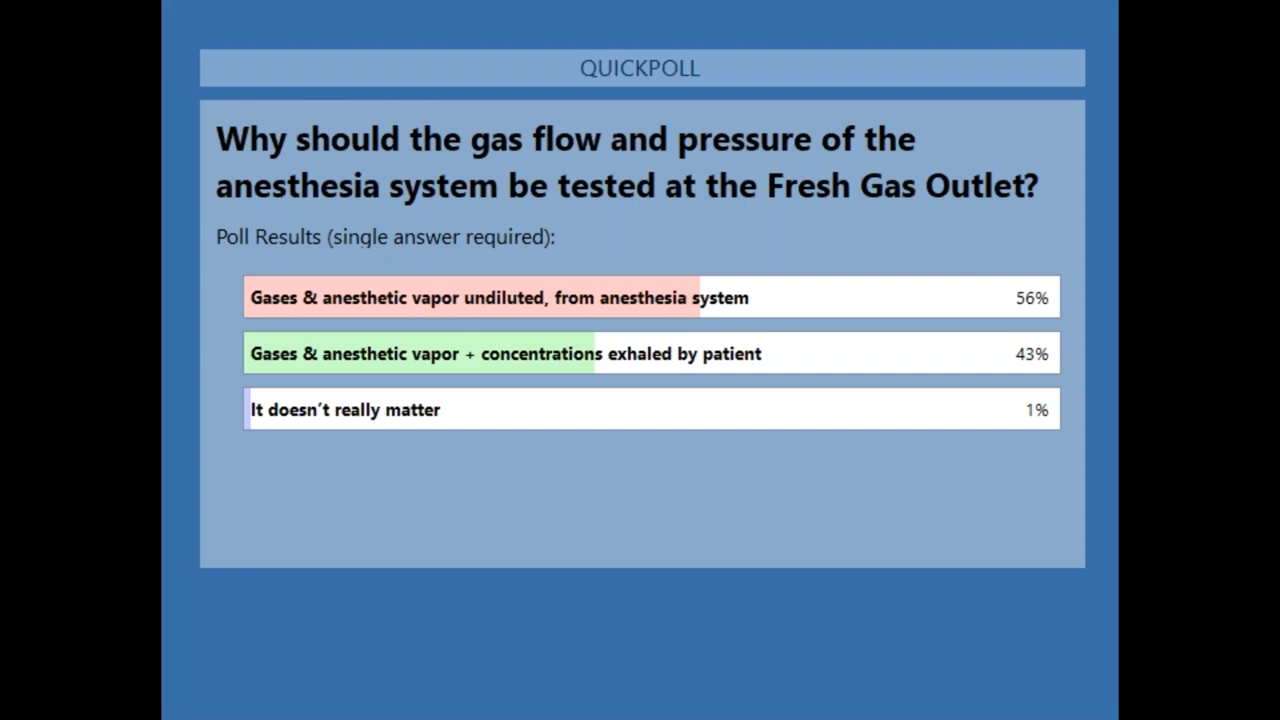 QUICKPOLL
Why should the gas flow and pressure of the
anesthesia system be tested at the Fresh Gas Outlet?
Poll Results (single answer required):
Gases & anesthetic vapor undiluted, from anesthesia system 56%
Gases & anesthetic vapor + concentrations exhaled by patient 43%
It doesn't really matter 1%